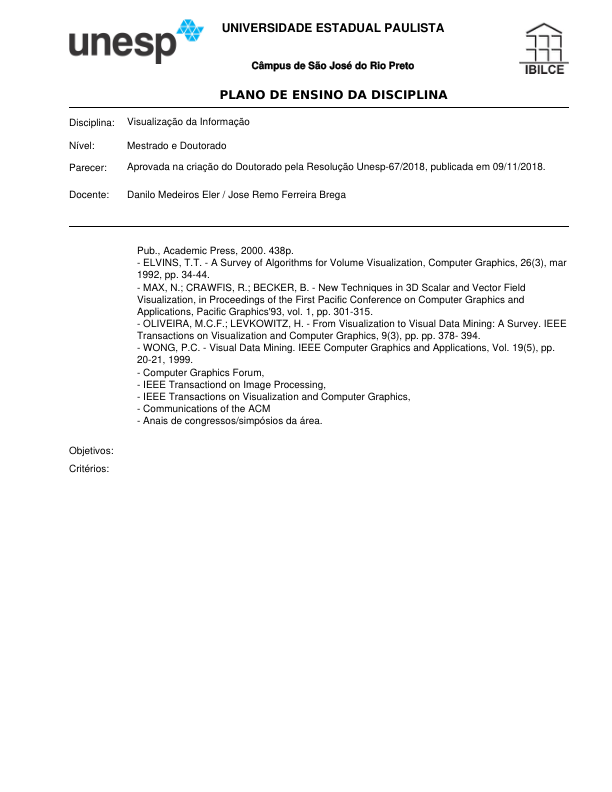 unesp
UNIVERSIDADE ESTADUAL PAULISTA
Câmpus de São José do Rio Preto
IBILCE
PLANO DE ENSINO DA DISCIPLINA
Disciplina: Visualização da Informação
Nível: Mestrado e Doutorado
Parecer: Aprovada na criação do Doutorado pela Resolução Unesp-67/2018, publicada em 09/11/2018.
Docente: Danilo Medeiros Eler / Jose Remo Ferreira Brega
Pub., Academic Press, 2000. 438p.
- ELVINS, T.T. - A Survey of Algorithms for Volume Visualization, Computer Graphics, 26(3), mar
1992, pp. 34-44.
- MAX, N.; CRAWFIS, R.; BECKER, B. - New Techniques in 3D Scalar and Vector Field
Visualization, in Proceedings of the First Pacific Conference on Computer Graphics and
Applications, Pacific Graphics'93, vol. 1, pp. 301-315.
- OLIVEIRA, M.C.F.; LEVKOWITZ, H. - From Visualization to Visual Data Mining: A Survey. IEEE
Transactions on Visualization and Computer Graphics, 9(3), pp. pp. 378- 394.
- WONG, P.C. - Visual Data Mining. IEEE Computer Graphics and Applications, Vol. 19(5), pp.
20-21, 1999.
- Computer Graphics Forum,
- IEEE Transactiond on Image Processing,
- IEEE Transactions on Visualization and Computer Graphics,
- Communications of the ACM
- Anais de congressos/simpósios da área.
Objetivos:
Critérios: